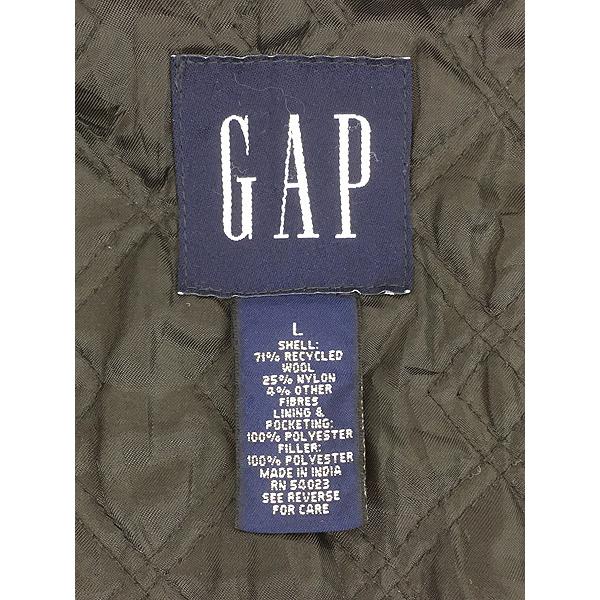 GAP
L
SHELL:
71% RECYCLED
WOOL
25% NYLON
4% OTHER
FIBRES
LINING &
POCKETING:
100% POLYESTER
FILLER:
100% POLYESTER
MADE IN INDIA
RN 54023
SEE REVERSE
FOR CARE